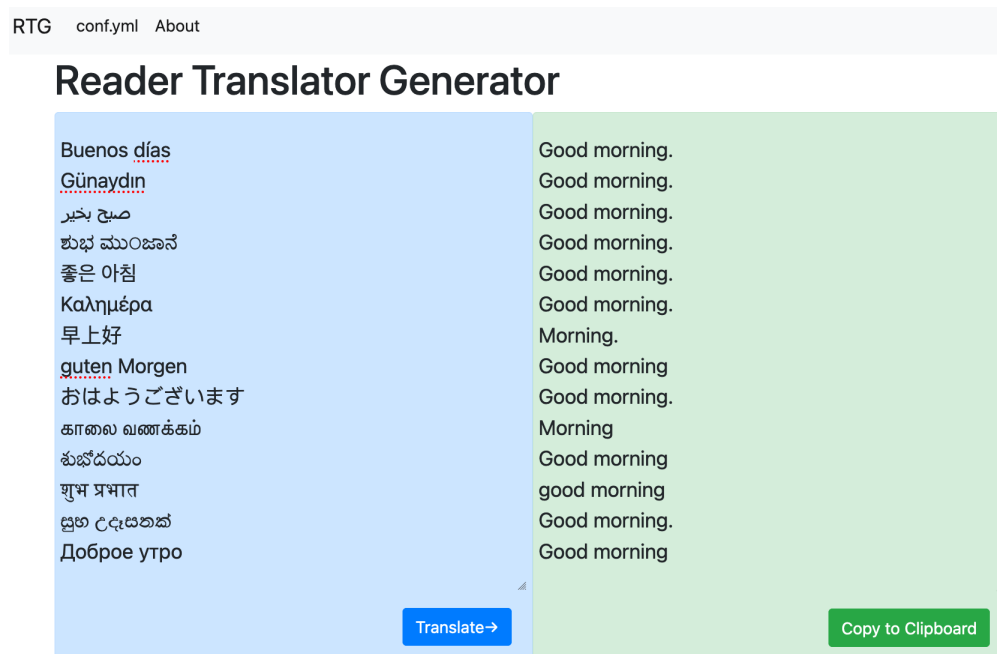 RTG conf.yml About
Reader Translator Generator
Buenos días
Günaydın
صبح بخیر
ಶುಭ ಮುಂಜಾನೆ
좋은 아침
Καλημέρα
早上好
guten Morgen
おはようございます
காலை வணக்கம்
శుభోదయం
शुभ प्रभात
සුභ උදෑසනක්
Доброе утро
Good morning.
Good morning.
Good morning.
Good morning.
Good morning.
Good morning.
Morning.
Good morning
Good morning.
Morning
Good morning
good morning
Good morning.
Good morning
Translate→
Copy to Clipboard